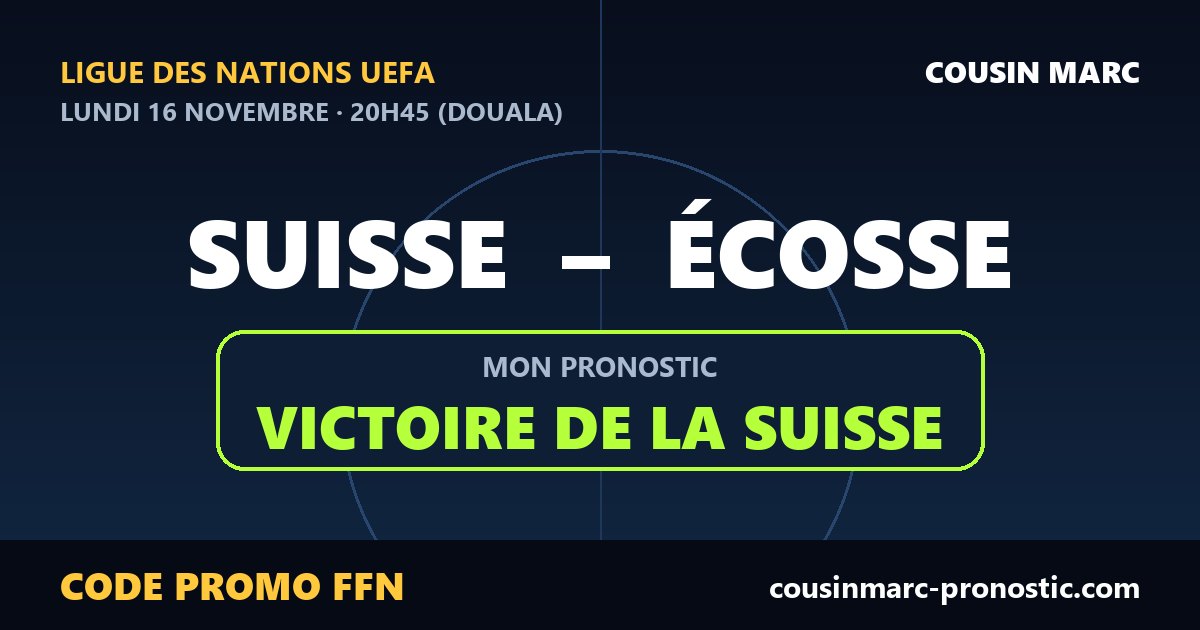 LIGUE DES NATIONS UEFA
COUSIN MARC
LUNDI 16 NOVEMBRE · 20H45 (DOUALA)
SUISSE – ÉCOSSE
MON PRONOSTIC
VICTOIRE DE LA SUISSE
CODE PROMO FFN
cousinmarc-pronostic.com